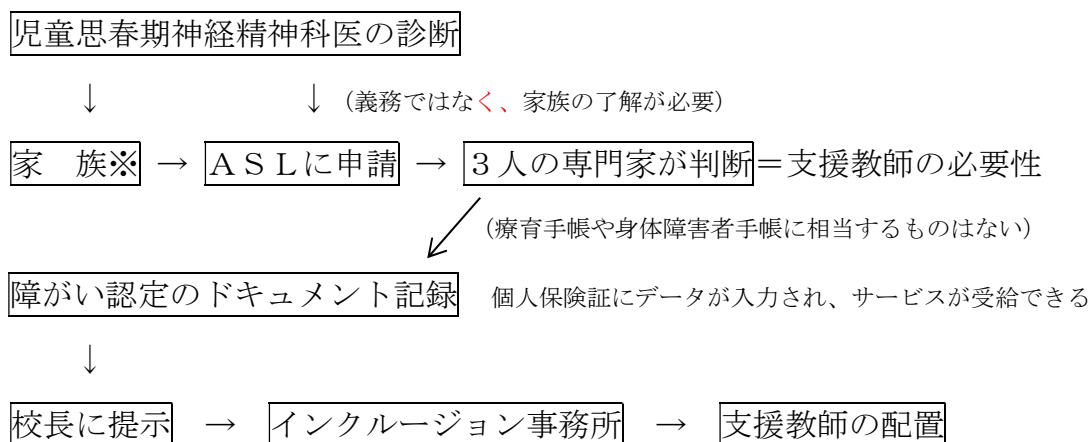 児童思春期神経精神科医の診断
↓ ↓ (義務ではなく、家族の了解が必要)
家 族※ → ASLに申請 → 3人の専門家が判断=支援教師の必要性
(療育手帳や身体障害者手帳に相当するものはない)
障がい認定のドキュメント記録 個人保険証にデータが入力され、サービスが受給できる
↓
校長に提示 → インクルージョン事務所 → 支援教師の配置